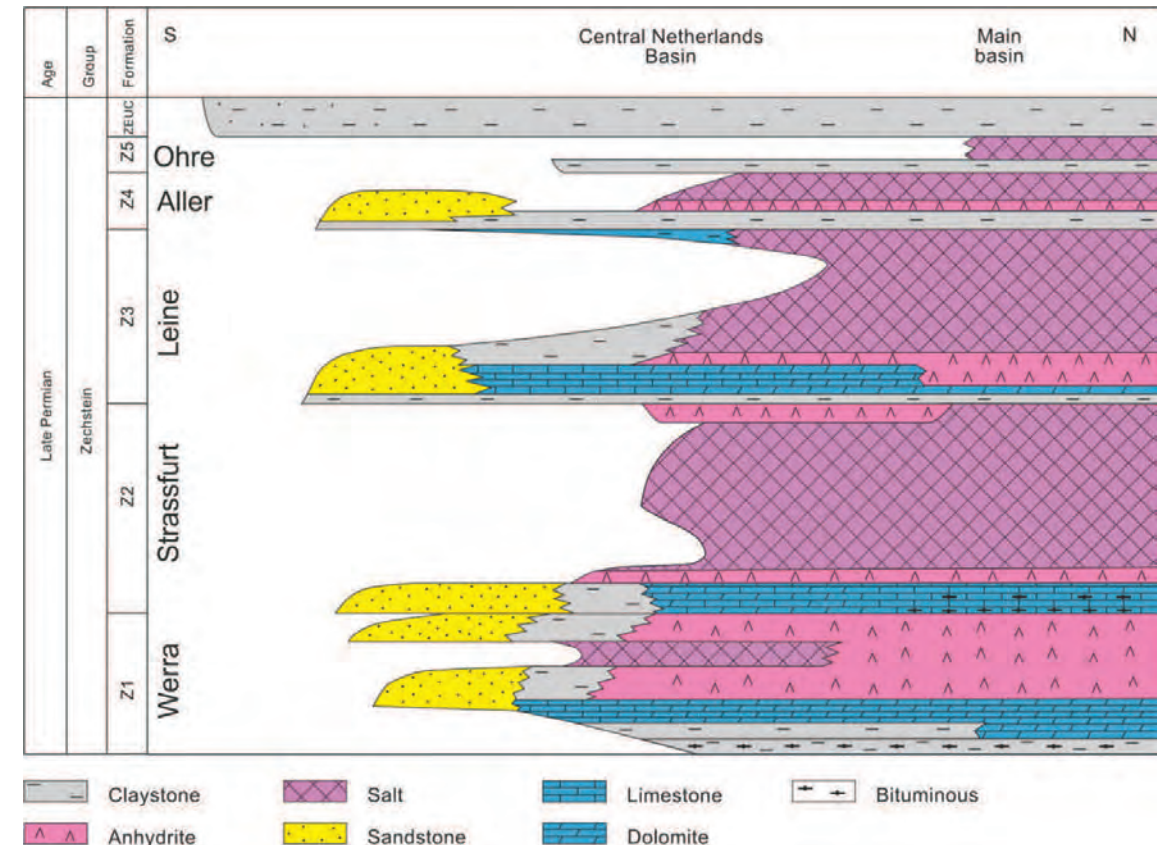 Age
Group
Formation
S
Central Netherlands
Basin
Main
basin
N
Late Permian
Zechstein
ZEUC
Z5
Ohre
Z4
Aller
Z3
Leine
Z2
Strassfurt
Z1
Werra
Claystone
Salt
Limestone
Bituminous
Anhydrite
Sandstone
Dolomite